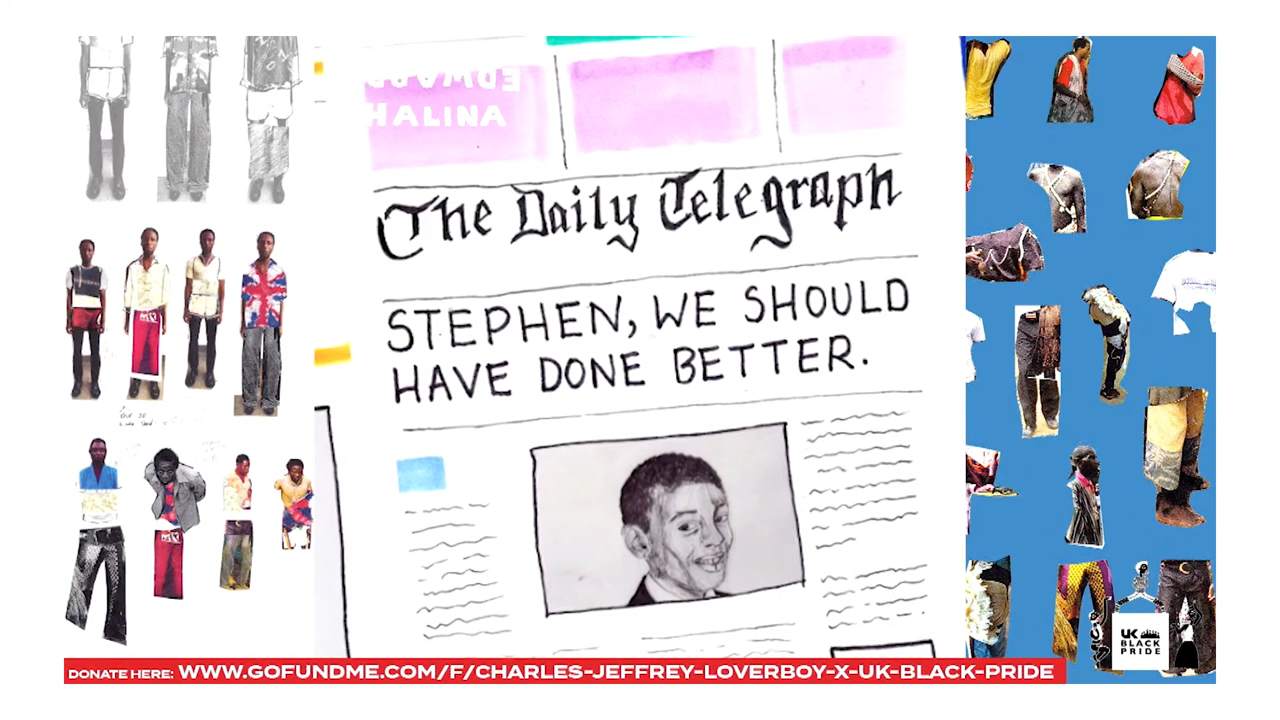 EDWARD
HALINA
The Daily Telegraph
STEPHEN, WE SHOULD
HAVE DONE BETTER.
UK
BLACK
PRIDE
DONATE HERE: WWW.GOFUNDME.COM/F/CHARLES-JEFFREY-LOVERBOY-X-UK-BLACK-PRIDE